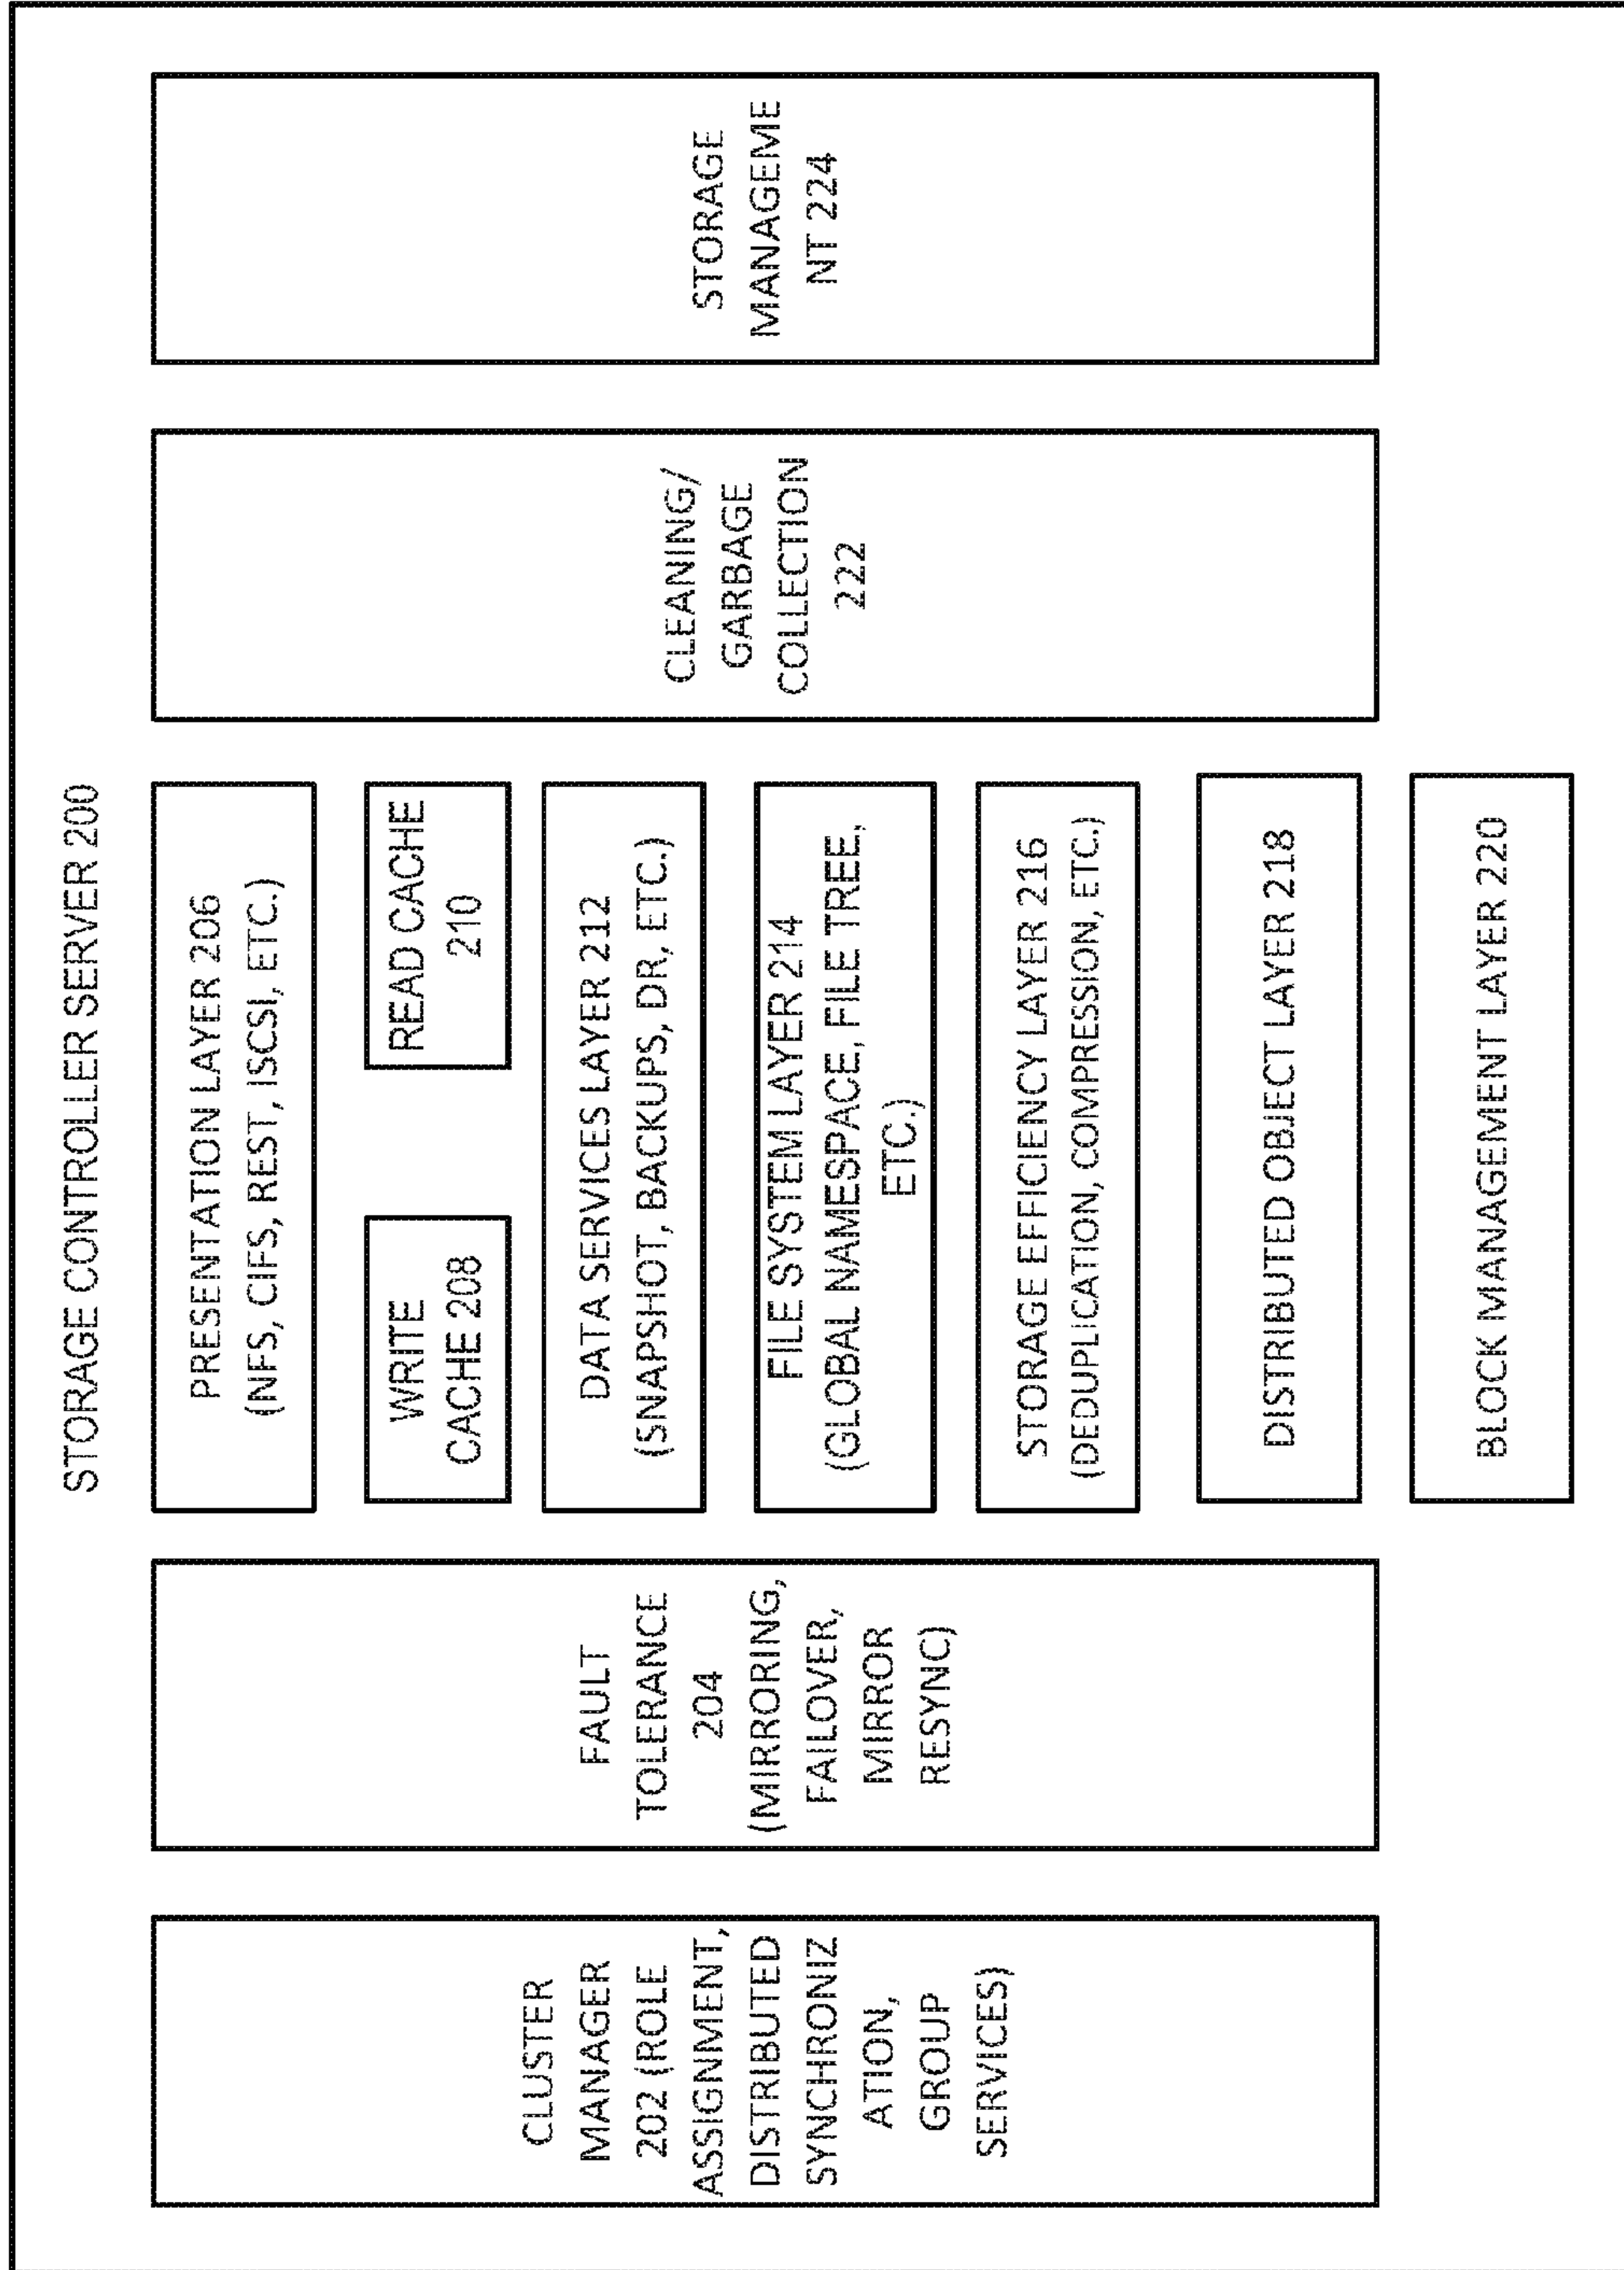 STORAGE CONTROLLER SERVER 200
CLUSTER
MANAGER
202 (ROLE
ASSIGNMENT,
DISTRIBUTED
SYNCHRONIZ
ATION,
GROUP
SERVICES)
FAULT
TOLERANCE
204
(MIRRORING,
FAILOVER,
MIRROR
RESYNC)
PRESENTATION LAYER 206
(NFS, CIFS, REST, ISCSI, ETC.)
WRITE
CACHE 208
READ CACHE
210
DATA SERVICES LAYER 212
(SNAPSHOT, BACKUPS, DR, ETC.)
FILE SYSTEM LAYER 214
(GLOBAL NAMESPACE, FILE TREE,
ETC.)
STORAGE EFFICIENCY LAYER 216
(DEDUPLICATION, COMPRESSION, ETC.)
DISTRIBUTED OBJECT LAYER 218
BLOCK MANAGEMENT LAYER 220
CLEANING/
GARBAGE
COLLECTION
222
STORAGE
MANAGEME
NT 224